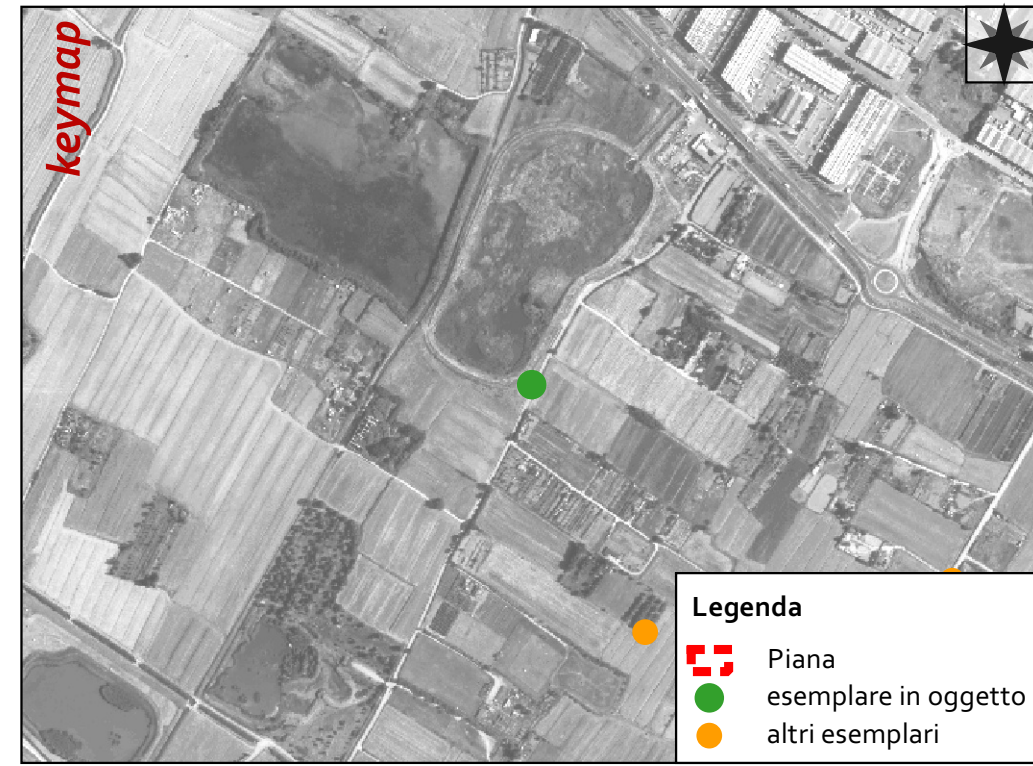 keymap
Legenda
Piana
esemplare in oggetto
altri esemplari